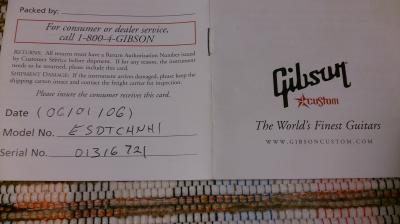 Packed by:
For consumer or dealer service,
call 1-800-4-GIBSON
RETURNS: All returns must have a Return Authorization Number issued
by Customer Service before shipment. If for any reason, the instrument
needs to be returned, please include this card.
SHIPMENT DAMAGE: If the instrument arrives damaged, please keep the
shipping carton intact and contact the freight carrier for inspection.
Please insure the consumer receives this card.
Date (06/01/06)
Model No. ESDTCHNH1
Serial No. 01316721
Gibson
CUSTOM
The World's Finest Guitars
WWW.GIBSONCUSTOM.COM